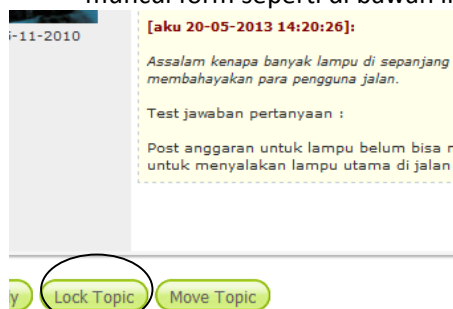 muncul form seperti di bawah i
-11-2010
[aku 20-05-2013 14:20:26]:
Assalam kenapa banyak lampu di sepanjang
membahayakan para pengguna jalan.
Test jawaban pertanyaan :
Post anggaran untuk lampu belum bisa
untuk menyalakan lampu utama di jalan
y Lock Topic Move Topic